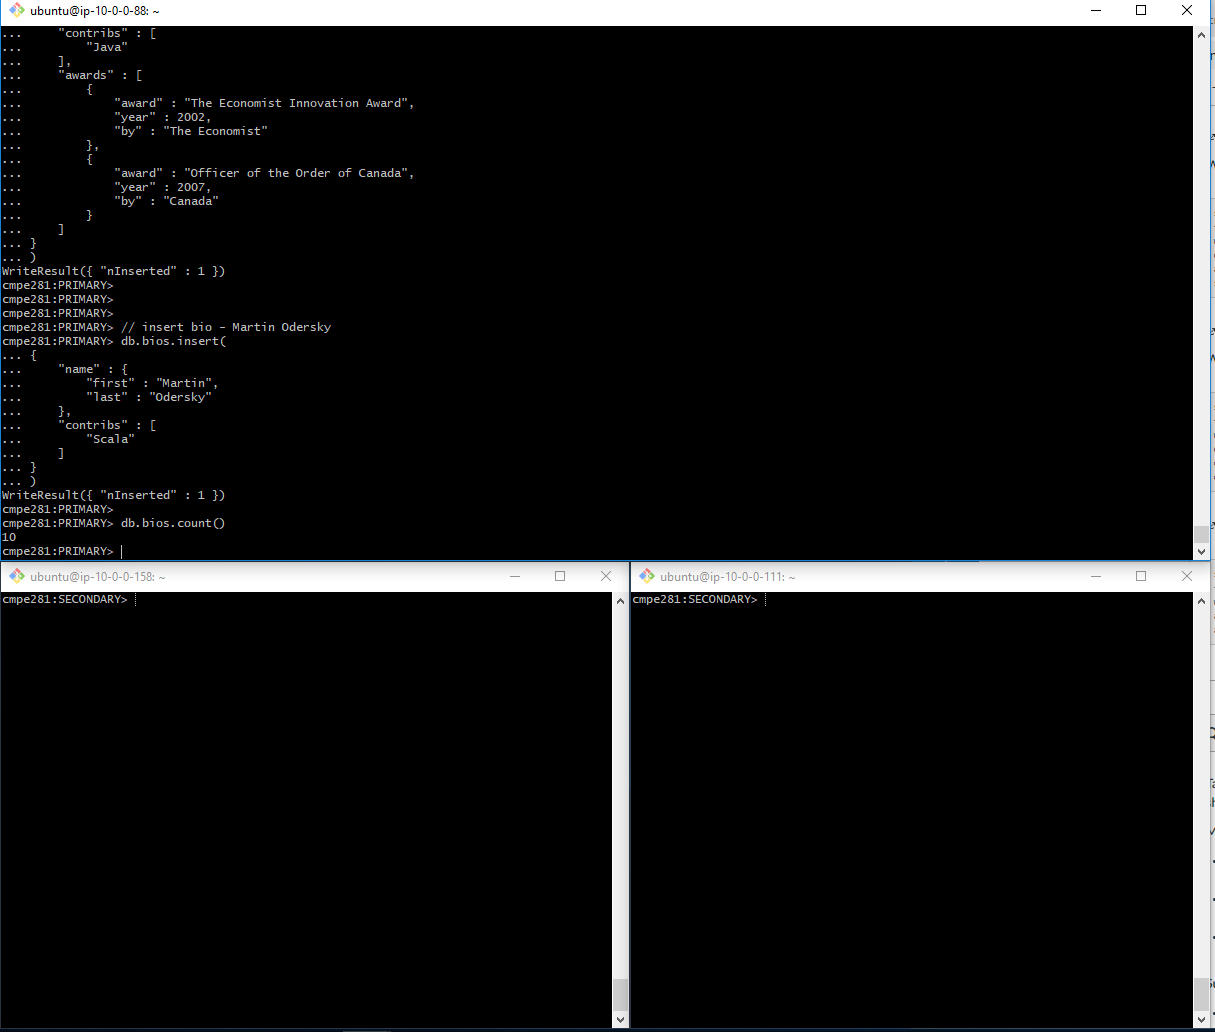 ubuntu@ip-10-0-0-88: ~
...     "contribs" : [
...         "Java"
...     ],
...     "awards" : [
...         {
...             "award" : "The Economist Innovation Award",
...             "year" : 2002,
...             "by" : "The Economist"
...         },
...         {
...             "award" : "Officer of the Order of Canada",
...             "year" : 2007,
...             "by" : "Canada"
...         }
...     ]
... }
... )
WriteResult({ "nInserted" : 1 })
cmpe281:PRIMARY>
cmpe281:PRIMARY>
cmpe281:PRIMARY>
cmpe281:PRIMARY> // insert bio - Martin Odersky
cmpe281:PRIMARY> db.bios.insert(
... {
...     "name" : {
...         "first" : "Martin",
...         "last" : "Odersky"
...     },
...     "contribs" : [
...         "Scala"
...     ]
... }
... )
WriteResult({ "nInserted" : 1 })
cmpe281:PRIMARY>
cmpe281:PRIMARY> db.bios.count()
10
cmpe281:PRIMARY>
ubuntu@ip-10-0-0-158: ~
cmpe281:SECONDARY>
ubuntu@ip-10-0-0-111: ~
cmpe281:SECONDARY>